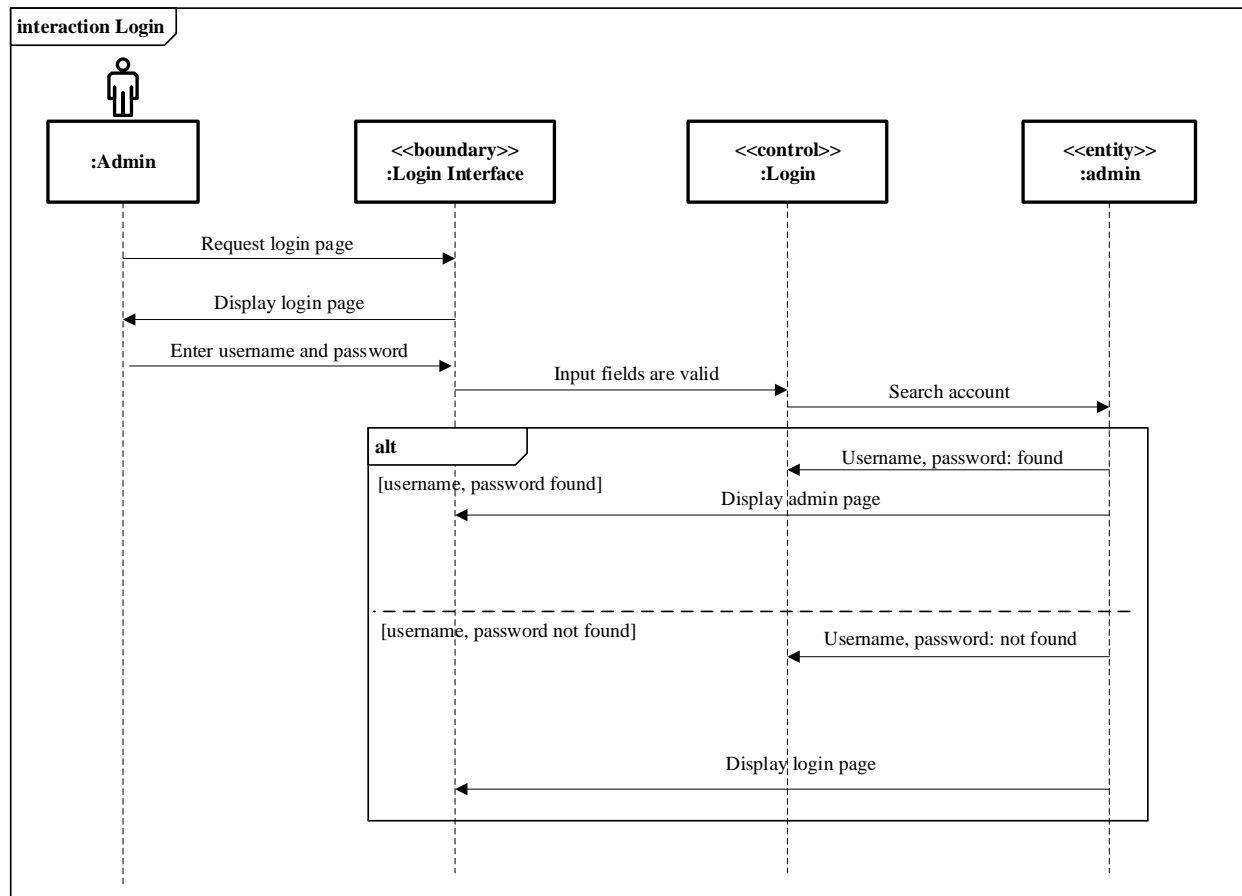 interaction Login
:Admin
<<boundary>>
:Login Interface
<<control>>
:Login
<<entity>>
:admin
Request login page
Display login page
Enter username and password
Input fields are valid
Search account
alt
Username, password: found
[username, password found]
Display admin page
[username, password not found]
Username, password: not found
Display login page